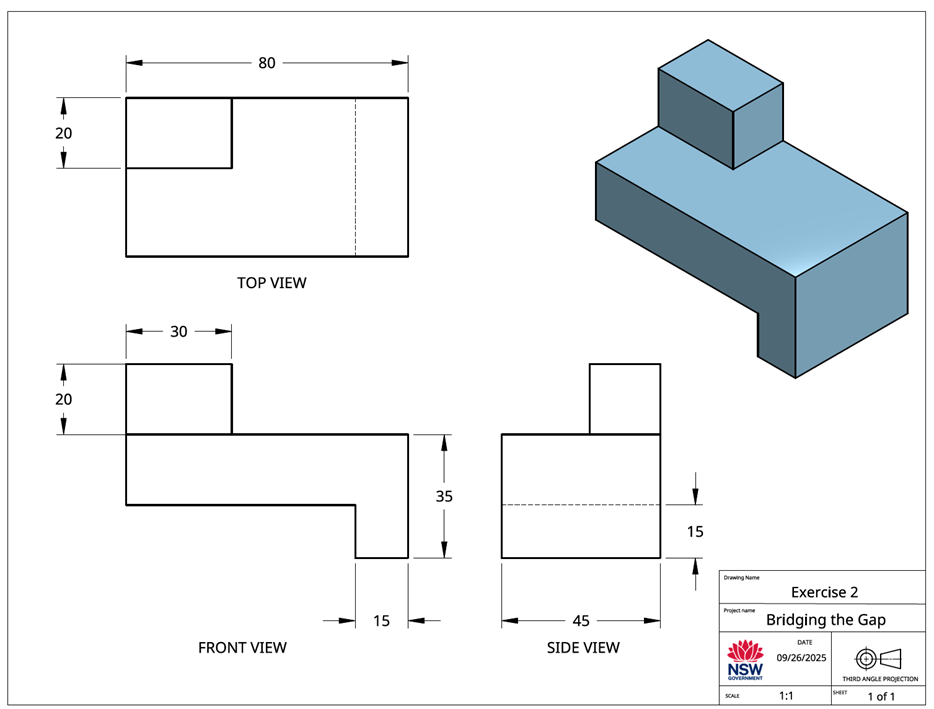 80
20
TOP VIEW
30
20
35
15
15
45
FRONT VIEW
SIDE VIEW
Drawing Name
Exercise 2
Project name
Bridging the Gap
NSW
GOVERNMENT
DATE
09/26/2025
THIRD ANGLE PROJECTION
SCALE
1:1
SHEET
1 of 1